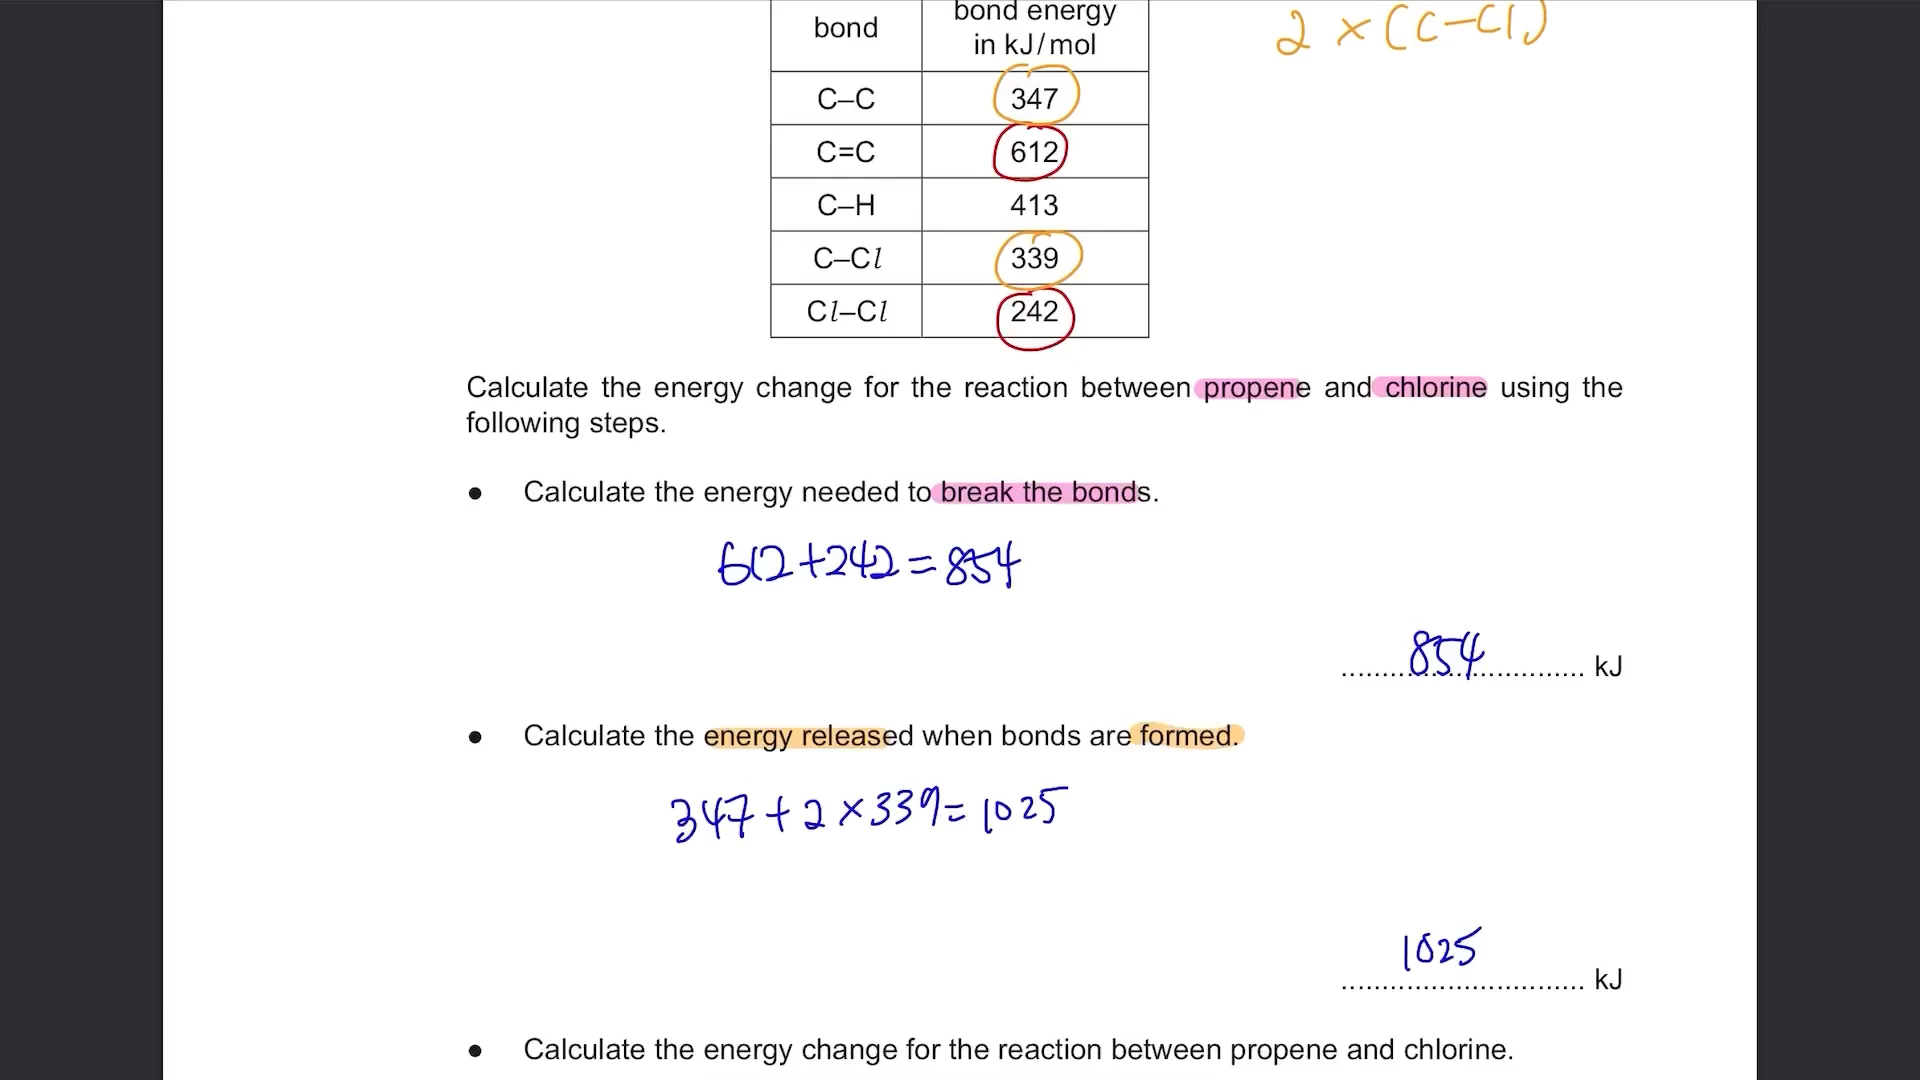 bond
bond energy
in kJ/mol
2 × (C–Cl)
C–C 347
C=C 612
C–H 413
C–Cl 339
Cl–Cl 242
Calculate the energy change for the reaction between propene and chlorine using the
following steps.
• Calculate the energy needed to break the bonds.
612+242=854
854
.............................. kJ
• Calculate the energy released when bonds are formed.
347+2×339=1025
1025
.............................. kJ
• Calculate the energy change for the reaction between propene and chlorine.